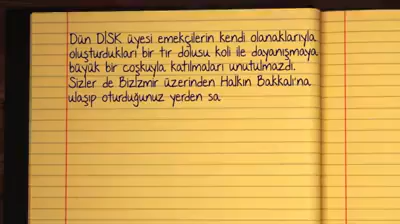 Dün DİSK üyesi emekçilerin kendi olanaklarıyla
oluşturdukları bir tır dolusu koli ile dayanışmaya
büyük bir coşkuyla katılmaları unutulmazdı.
Sizler de Bizİzmir üzerinden Halkın Bakkalı'na
ulaşıp oturduğunuz yerden sa